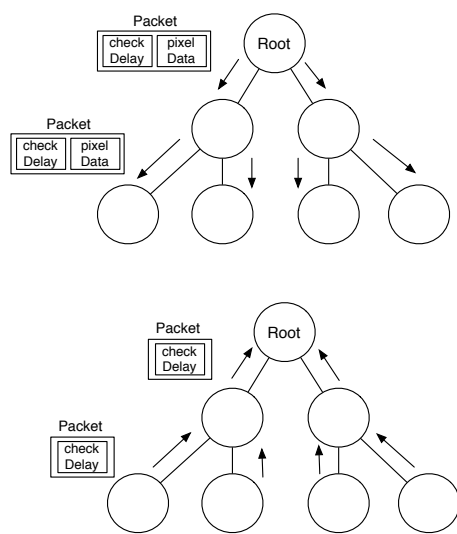 Packet
check pixel
Delay Data
Root
Packet
check pixel
Delay Data
Packet
check
Delay
Root
Packet
check
Delay